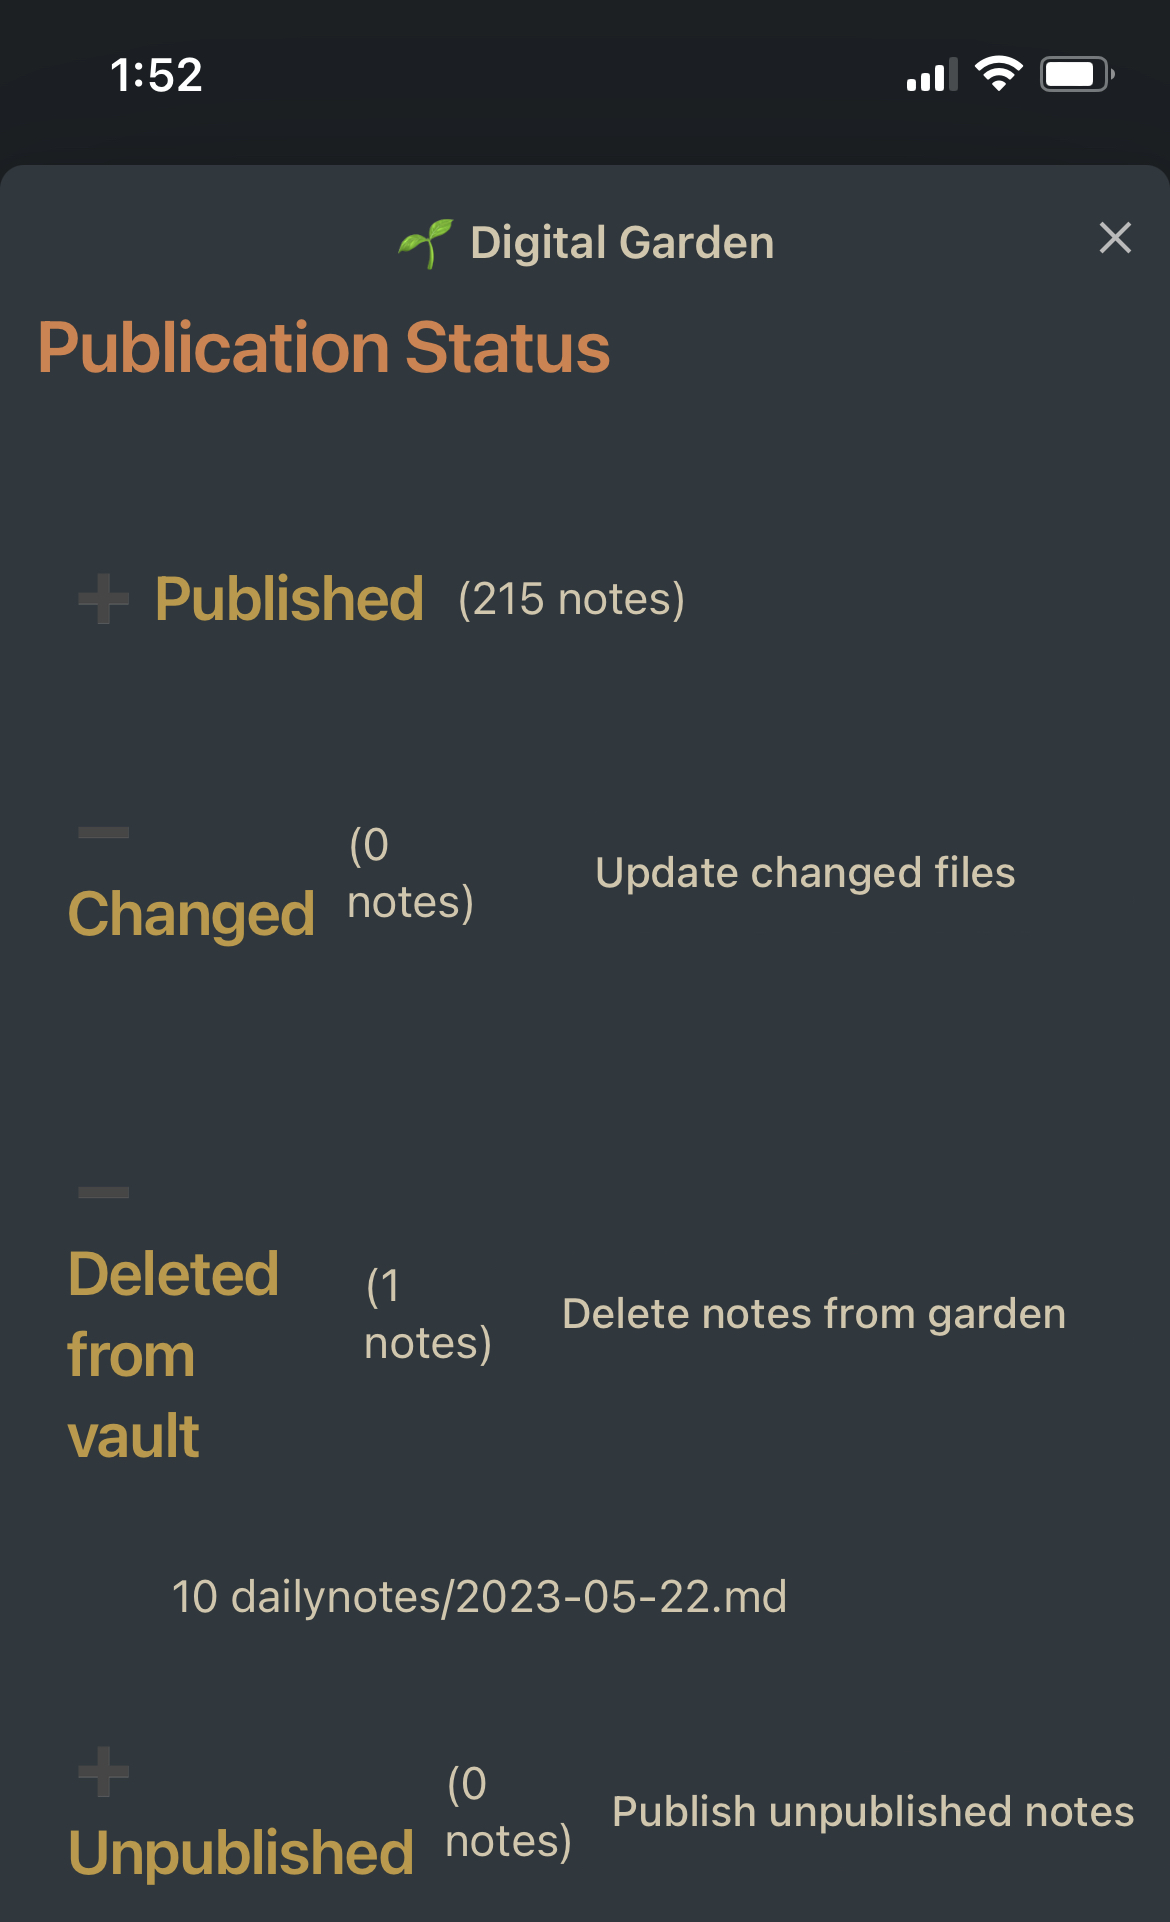 1:52
🌱 Digital Garden
Publication Status
➕ Published (215 notes)
➖
Changed
(0
notes)
Update changed files
➖
Deleted
from
vault
(1
notes)
Delete notes from garden
10 dailynotes/2023-05-22.md
➕
Unpublished
(0
notes)
Publish unpublished notes